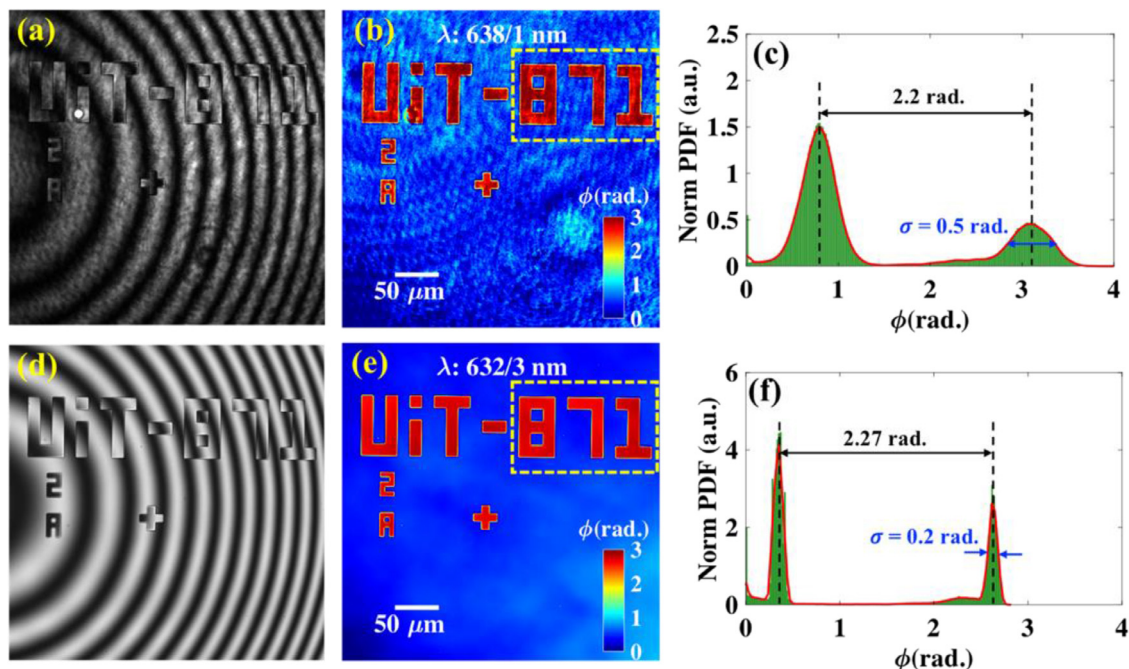 (a)
UiT-871
2
A
(b)
λ: 638/1 nm
UiT-871
2
A
50 μm
ϕ(rad.)
3
2
1
0
(c)
Norm PDF (a.u.)
2.5
2
1.5
1
0.5
0
2.2 rad.
σ = 0.5 rad.
0 1 2 3 4
ϕ(rad.)
(d)
UiT-871
2
A
(e)
λ: 632/3 nm
UiT-871
2
A
50 μm
ϕ(rad.)
3
2
1
0
(f)
Norm PDF (a.u.)
6
4
2
0
2.27 rad.
σ = 0.2 rad.
0 1 2 3 4
ϕ(rad.)